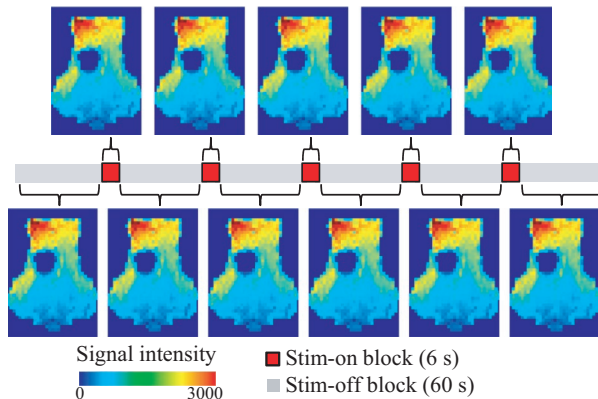 Signal intensity
0 3000
Stim-on block (6 s)
Stim-off block (60 s)